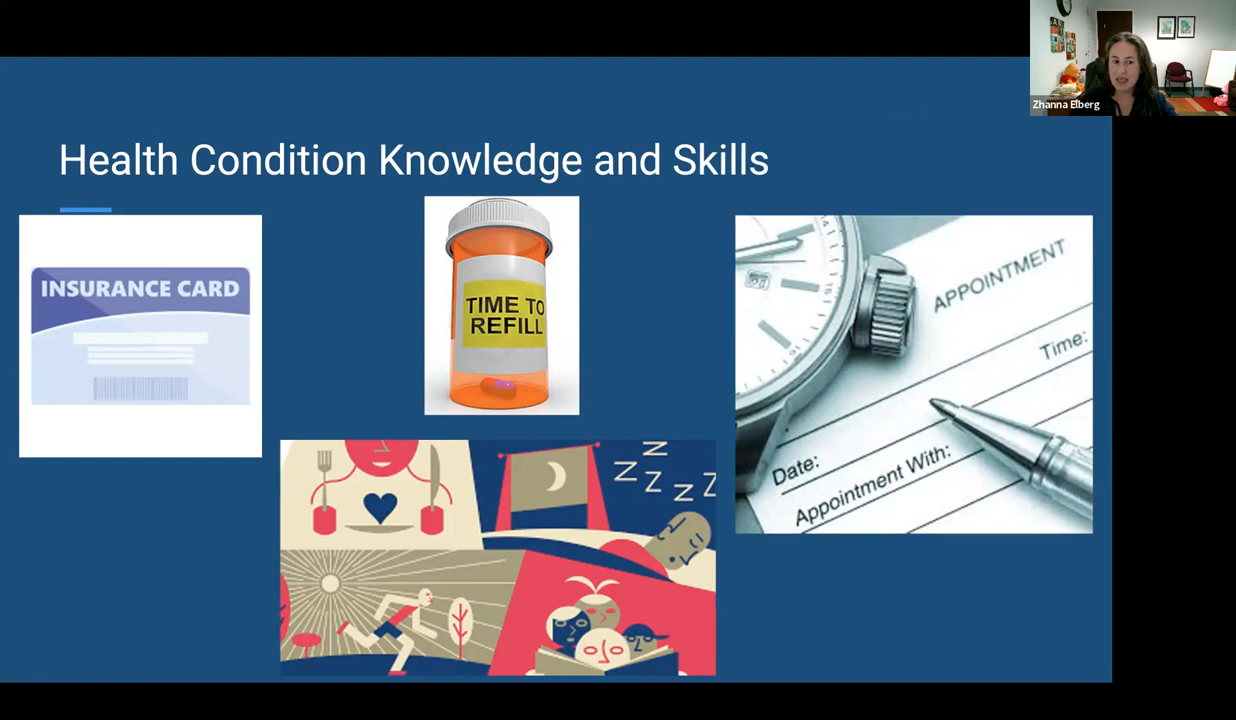 Zhanna Elberg
Health Condition Knowledge and Skills
INSURANCE CARD
TIME TO
REFILL
APPOINTMENT
Time:
Date:
Appointment With:
Z
Z Z Z Z